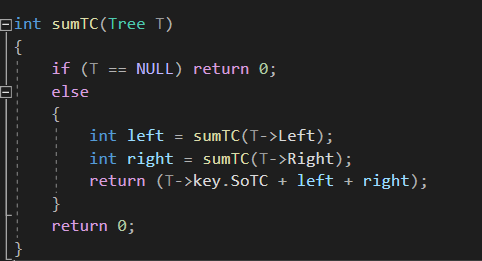 int sumTC(Tree T)
{
if (T == NULL) return 0;
else
{
int left = sumTC(T->Left);
int right = sumTC(T->Right);
return (T->key.SoTC + left + right);
}
return 0;
}